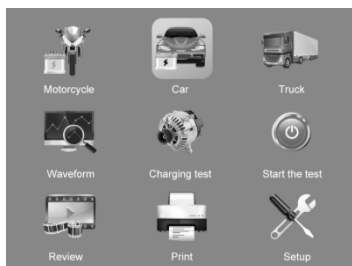 Motorcycle Car Truck
Waveform Charging test Start the test
Review Print Setup